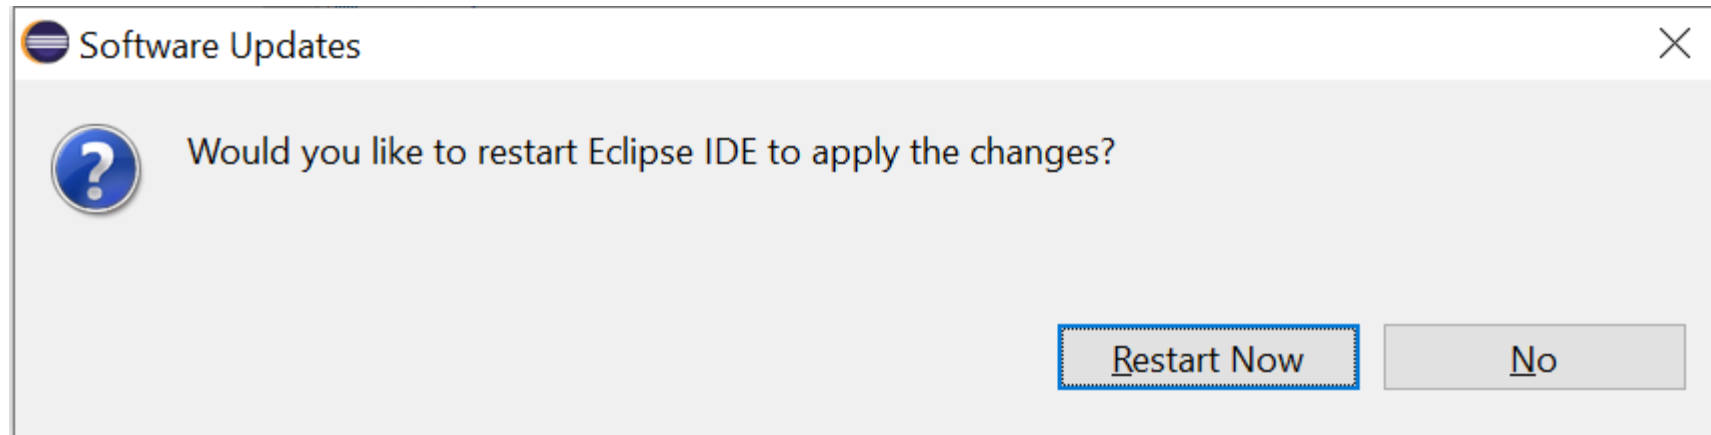 Software Updates
Would you like to restart Eclipse IDE to apply the changes?
Restart Now
No